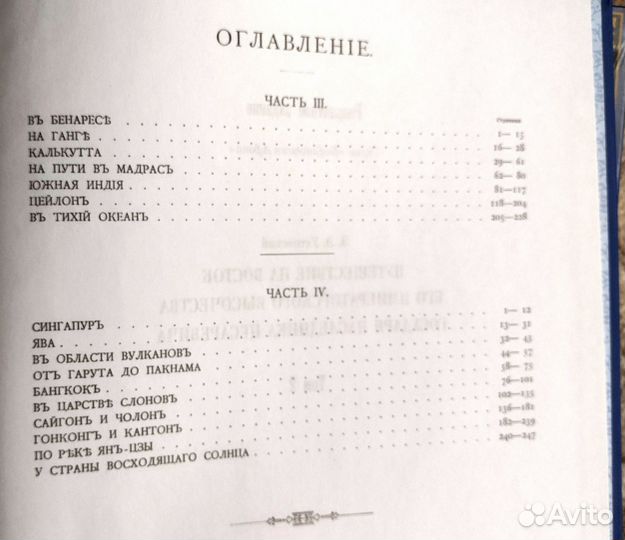 ОГЛАВЛЕНІЕ.
ЧАСТЬ III.
Страницы
ВЪ БЕНАРЕСѢ 1—15
НА ГАНГѢ 16—28
КАЛЬКУТТА 29—61
НА ПУТИ ВЪ МАДРАСЪ 62—80
ЮЖНАЯ ИНДІЯ 81—117
ЦЕЙЛОНЪ 118—204
ВЪ ТИХІЙ ОКЕАНЪ 205—228
ЧАСТЬ IV.
СИНГАПУРЪ 1—12
ЯВА 13—31
ВЪ ОБЛАСТИ ВУЛКАНОВЪ 32—43
ОТЪ ГАРУТА ДО ПАКНАМА 44—57
БАНГКОКЪ 58—75
ВЪ ЦАРСТВѢ СЛОНОВЪ 76—101
САЙГОНЪ И ЧОЛОНЪ 102—135
ГОНКОНГЪ И КАНТОНЪ 136—181
ПО РѢКѢ ЯНЪ-ЦЗЫ 182—239
У СТРАНЫ ВОСХОДЯЩАГО СОЛНЦА 240—247
Avito